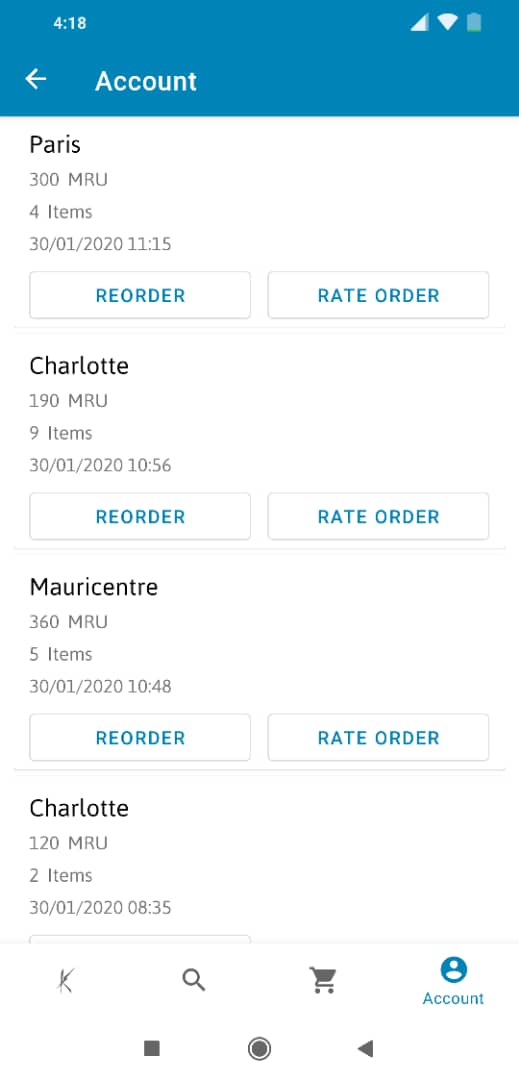 4:18
Account
Paris
300 MRU
4 Items
30/01/2020 11:15
REORDER
RATE ORDER
Charlotte
190 MRU
9 Items
30/01/2020 10:56
REORDER
RATE ORDER
Mauricentre
360 MRU
5 Items
30/01/2020 10:48
REORDER
RATE ORDER
Charlotte
120 MRU
2 Items
30/01/2020 08:35
Account